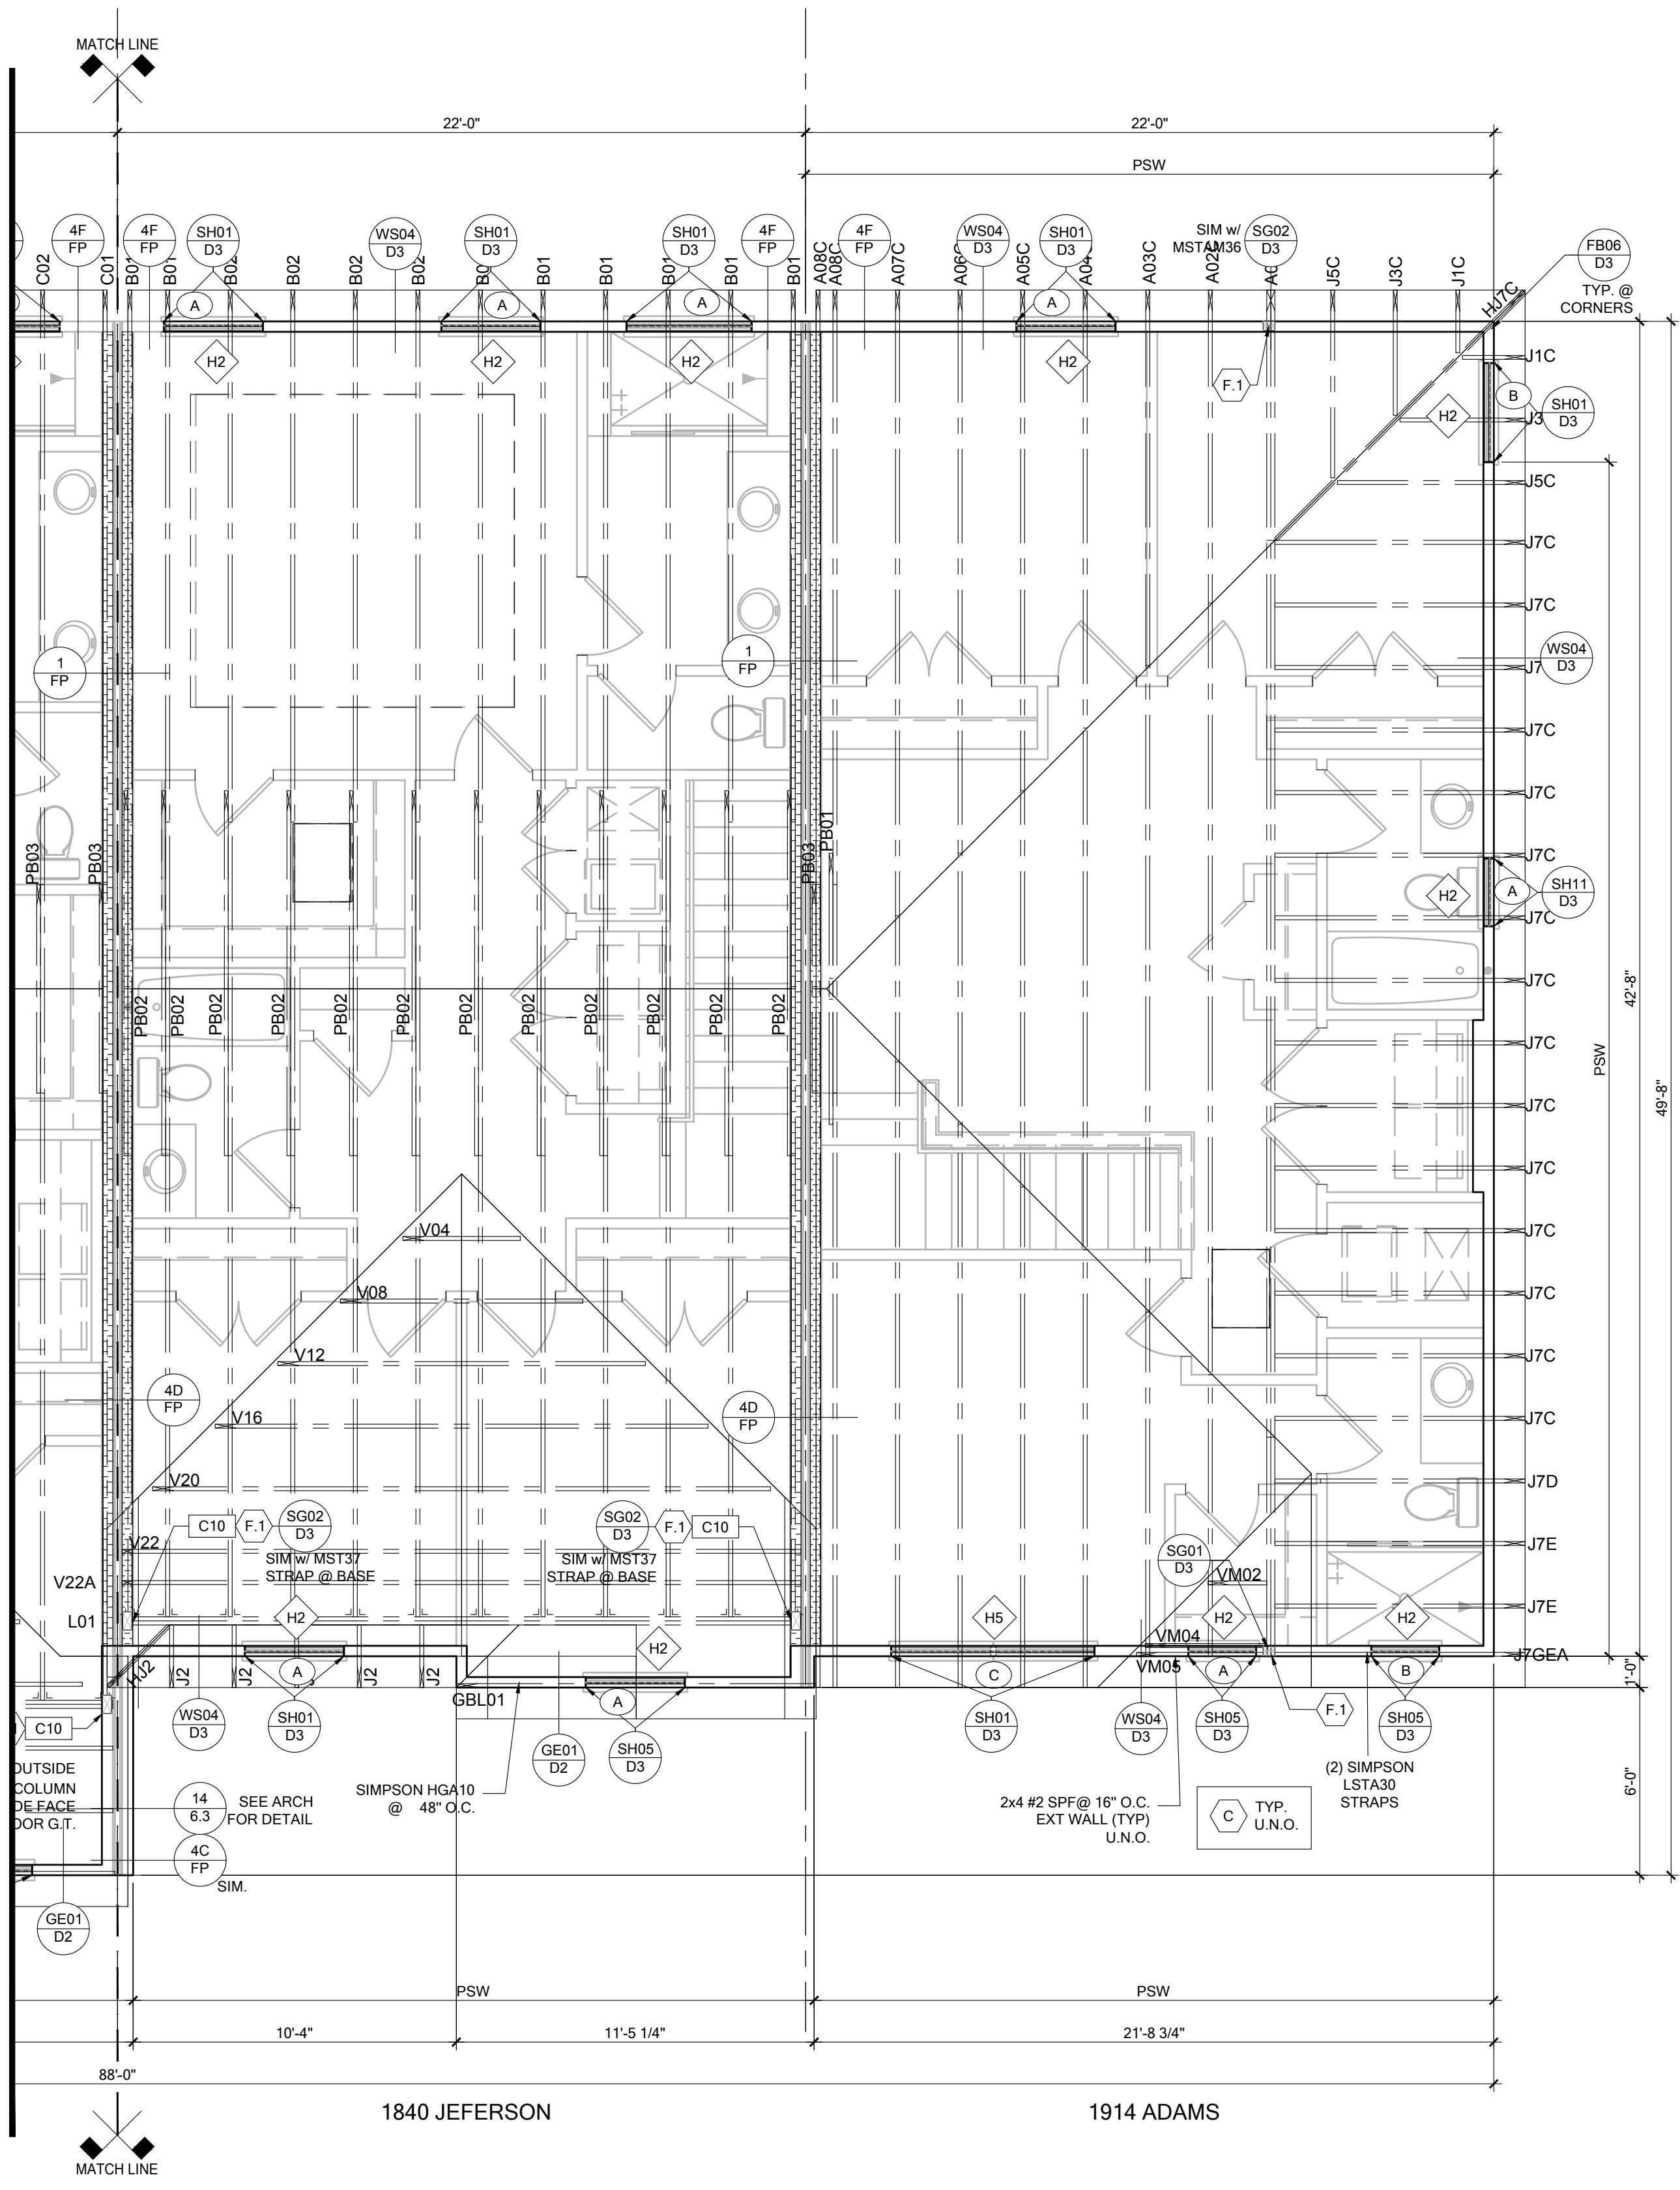 MATCH LINE
22'-0"
22'-0"
PSW
4F
FP
4F
FP
SH01
D3
WS04
D3
SH01
D3
SH01
D3
4F
FP
4F
FP
WS04
D3
SH01
D3
SIM w/
MSTAM36
SG02
D3
FB06
D3
TYP. @
CORNERS
C02
C01
B01
B01
B02
B02
B02
B02
B01
B01
B01
B01
B01
A08C
A08C
A07C
A06C
A05C
A04
A03C
J5C
J3C
J1C
HJ7C
A
A
A
A
H2
H2
H2
H2
F.1
J1C
B
SH01
D3
H2
J3
J5C
J7C
J7C
WS04
D3
J7
J7C
J7C
J7C
1
FP
1
FP
PB03
PB03
PB03
PB01
H2
A
SH11
D3
J7C
J7C
42'-8"
PB02
PB02
PB02
PB02
PB02
PB02
PB02
PB02
PB02
PB02
PB02
PB02
J7C
PSW
49'-8"
J7C
J7C
V04
J7C
V08
J7C
V12
J7C
4D
FP
4D
FP
V16
J7C
V20
J7D
C10
F.1
SG02
D3
SG02
D3
F.1
C10
V22
SIM w/ MST37
STRAP @ BASE
SIM w/ MST37
STRAP @ BASE
SG01
D3
J7E
V22A
VM02
L01
H2
H2
H5
H2
H2
J7E
VM04
VM05
J7GEA
1'-0"
HJ2
J2
J2
J2
J2
A
GBL01
A
C
A
B
C10
WS04
D3
SH01
D3
GE01
D2
SH05
D3
SH01
D3
WS04
D3
SH05
D3
F.1
SH05
D3
OUTSIDE
COLUMN
DE FACE
DOOR G.T.
14
6.3
SEE ARCH
FOR DETAIL
SIMPSON HGA10
@ 48" O.C.
2x4 #2 SPF@ 16" O.C.
EXT WALL (TYP)
U.N.O.
C
TYP.
U.N.O.
(2) SIMPSON
LSTA30
STRAPS
6'-0"
4C
FP
SIM.
GE01
D2
PSW
PSW
10'-4"
11'-5 1/4"
21'-8 3/4"
88'-0"
1840 JEFERSON
1914 ADAMS
MATCH LINE